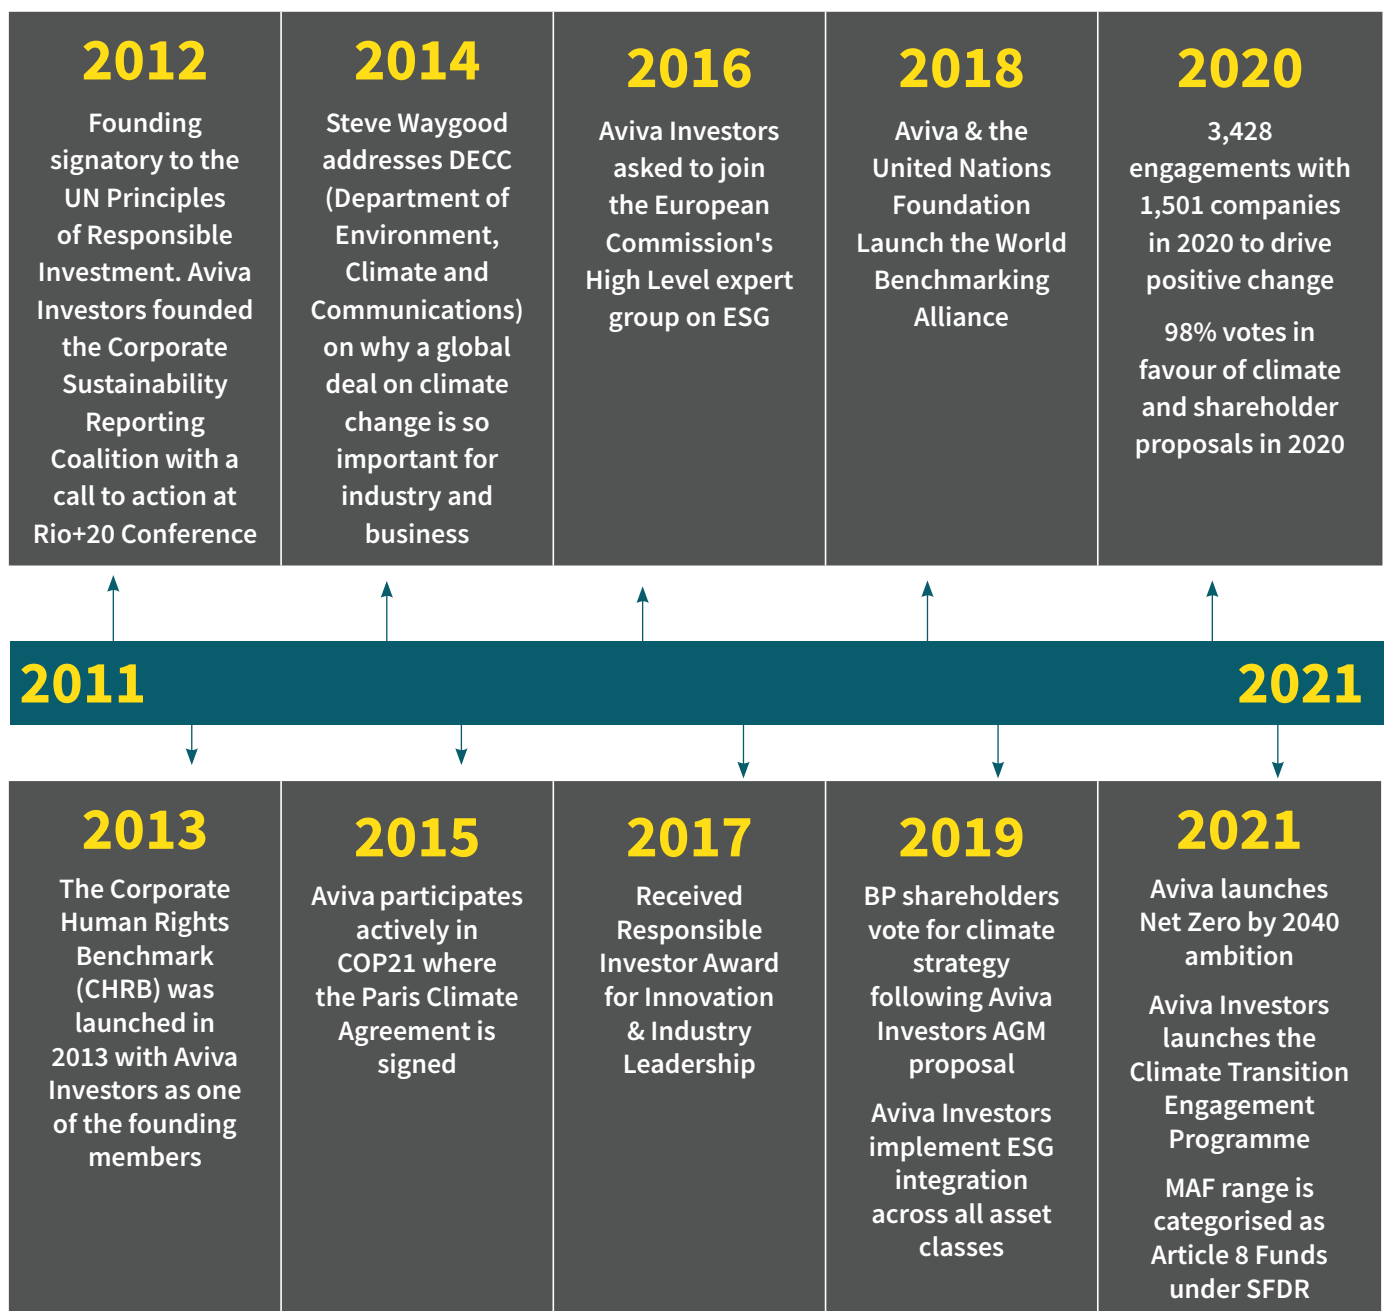 2012
Founding
signatory to the
UN Principles
of Responsible
Investment. Aviva
Investors founded
the Corporate
Sustainability
Reporting
Coalition with a
call to action at
Rio+20 Conference
2014
Steve Waygood
addresses DECC
(Department of
Environment,
Climate and
Communications)
on why a global
deal on climate
change is so
important for
industry and
business
2016
Aviva Investors
asked to join
the European
Commission's
High Level expert
group on ESG
2018
Aviva & the
United Nations
Foundation
Launch the World
Benchmarking
Alliance
2020
3,428
engagements with
1,501 companies
in 2020 to drive
positive change
98% votes in
favour of climate
and shareholder
proposals in 2020
2011
2021
2013
The Corporate
Human Rights
Benchmark
(CHRB) was
launched in
2013 with Aviva
Investors as one
of the founding
members
2015
Aviva participates
actively in
COP21 where
the Paris Climate
Agreement is
signed
2017
Received
Responsible
Investor Award
for Innovation
& Industry
Leadership
2019
BP shareholders
vote for climate
strategy
following Aviva
Investors AGM
proposal
Aviva Investors
implement ESG
integration
across all asset
classes
2021
Aviva launches
Net Zero by 2040
ambition
Aviva Investors
launches the
Climate Transition
Engagement
Programme
MAF range is
categorised as
Article 8 Funds
under SFDR